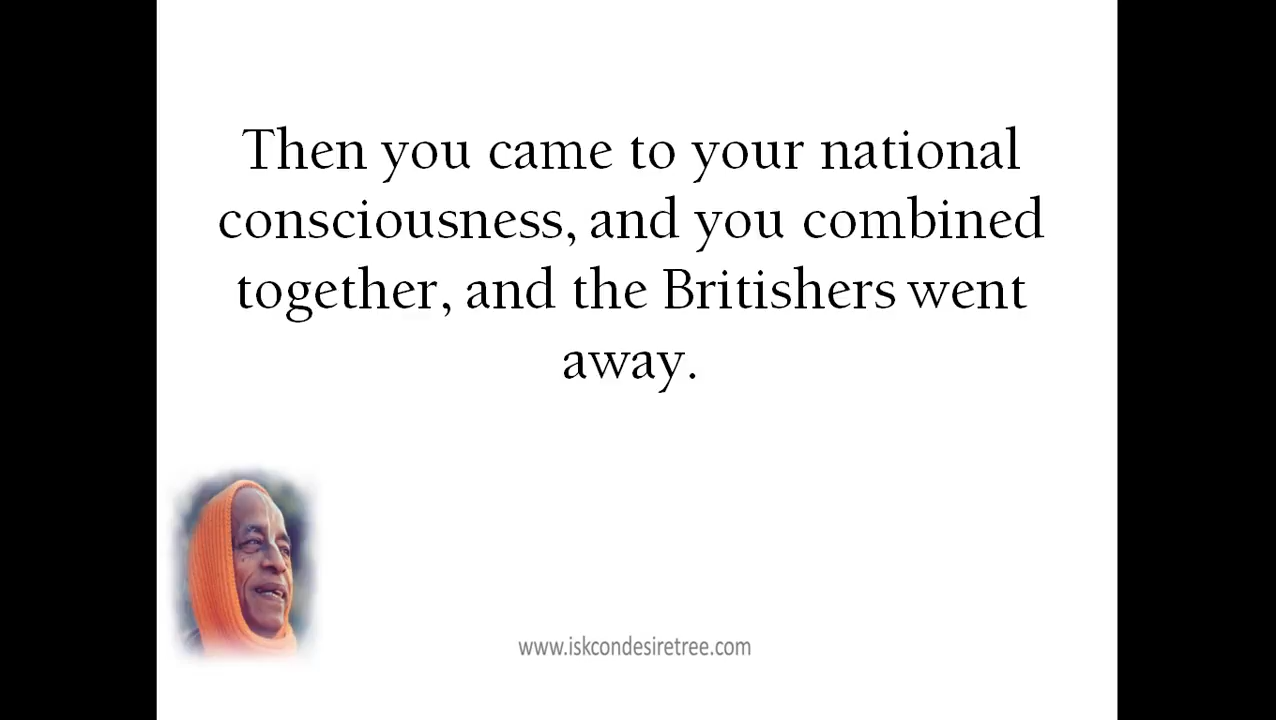 Then you came to your national
consciousness, and you combined
together, and the Britishers went
away.
www.iskcondesiretree.com